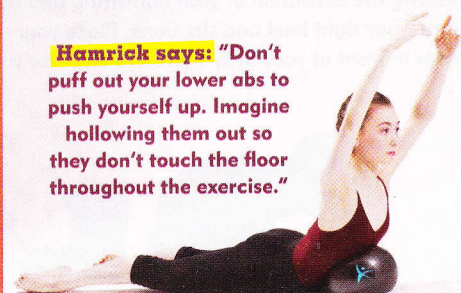 Hamrick says: "Don't
puff out your lower abs to
push yourself up. Imagine
hollowing them out so
they don't touch the floor
throughout the exercise."